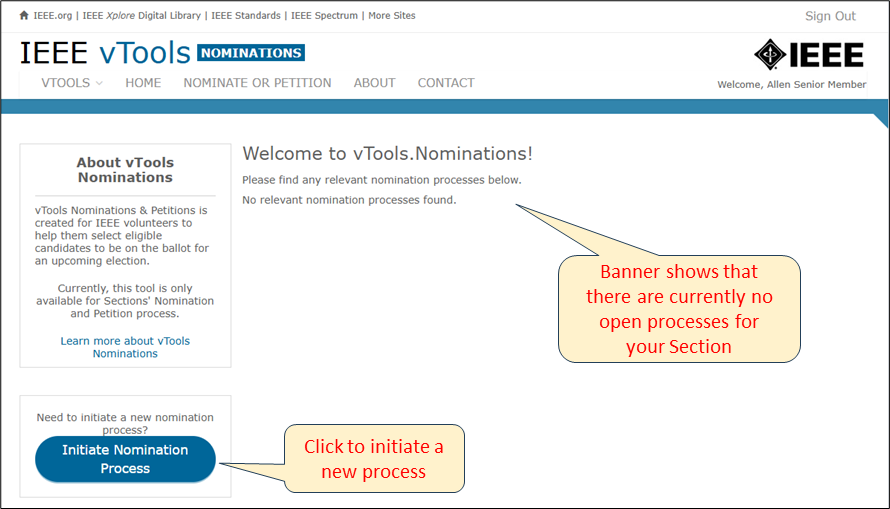 IEEE.org | IEEE Xplore Digital Library | IEEE Standards | IEEE Spectrum | More Sites
Sign Out
IEEE vTools NOMINATIONS
IEEE
VTOOLS HOME NOMINATE OR PETITION ABOUT CONTACT
Welcome, Allen Senior Member
About vTools
Nominations
vTools Nominations & Petitions is
created for IEEE volunteers to
help them select eligible
candidates to be on the ballot for
an upcoming election.
Currently, this tool is only
available for Sections' Nomination
and Petition process.
Learn more about vTools
Nominations
Welcome to vTools.Nominations!
Please find any relevant nomination processes below.
No relevant nomination processes found.
Banner shows that
there are currently no
open processes for
your Section
Need to initiate a new nomination
process?
Initiate Nomination
Process
Click to initiate a
new process